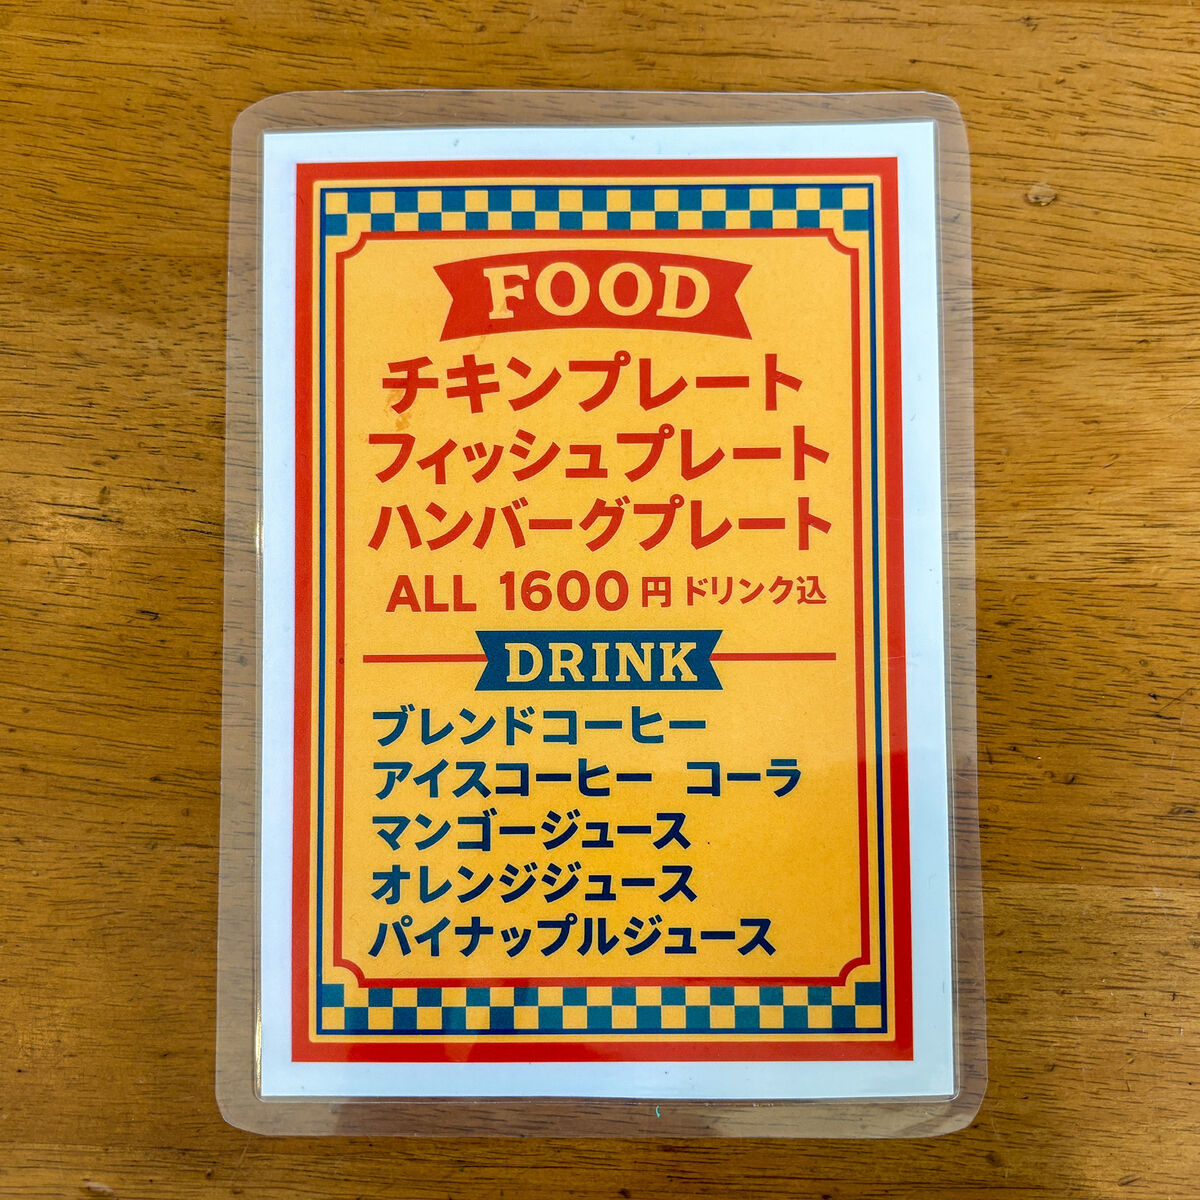 FOOD
チキンプレート
フィッシュプレート
ハンバーグプレート
ALL 1600円 ドリンク込
DRINK
ブレンドコーヒー
アイスコーヒー コーラ
マンゴージュース
オレンジジュース
パイナップルジュース